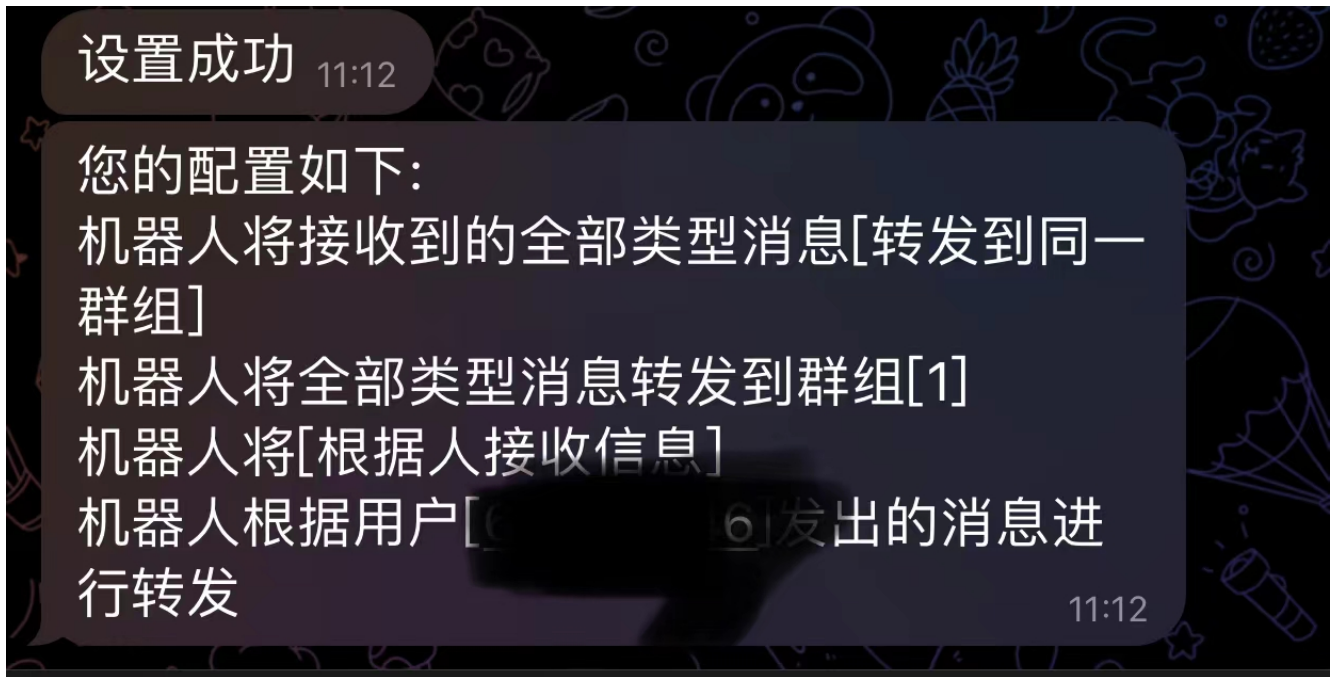 设置成功 11:12
您的配置如下:
机器人将接收到的全部类型消息[转发到同一
群组]
机器人将全部类型消息转发到群组[1]
机器人将[根据人接收信息]
机器人根据用户[6 6]发出的消息进
行转发
11:12